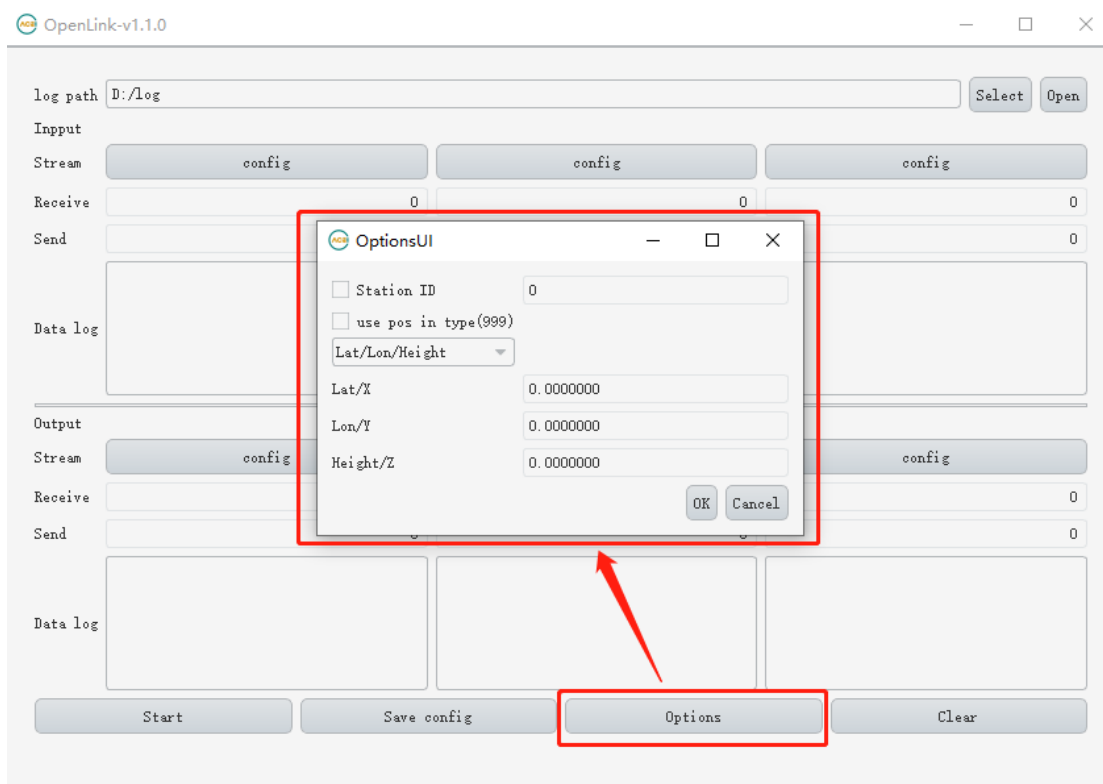 OpenLink-v1.1.0
log path D:/log Select Open
Inpput
Stream config config config
Receive 0 0 0
Send 0
Data log
OptionsUI
Station ID 0
use pos in type(999)
Lat/Lon/Height
Lat/X 0.0000000
Lon/Y 0.0000000
Height/Z 0.0000000
OK Cancel
Output
Stream config config
Receive 0
Send 0
Data log
Start Save config Options Clear